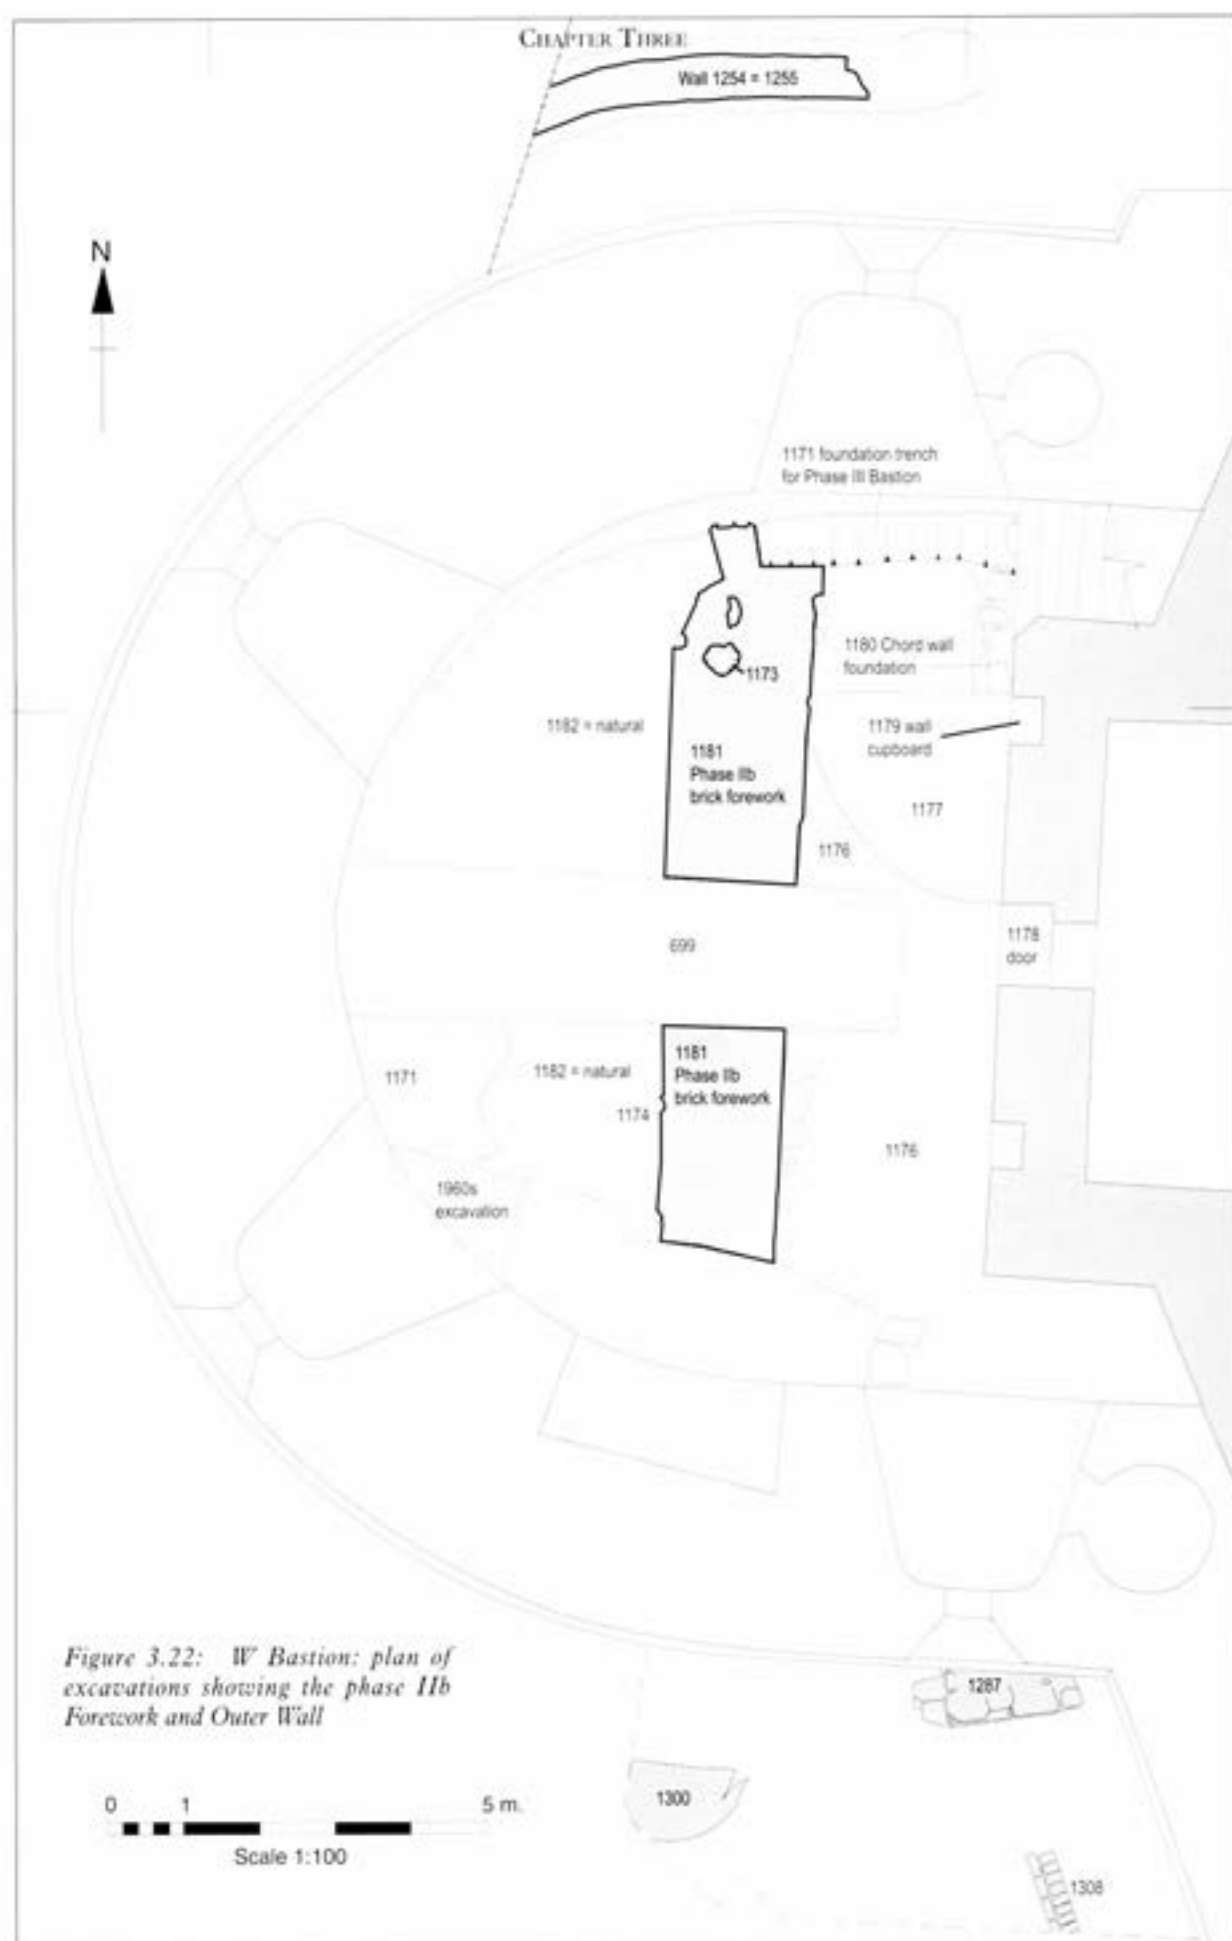 CHAPTER THREE
Wall 1254 = 1255
N
1171 foundation trench
for Phase III Bastion
1180 Chord wall
foundation
1173
1182 = natural
1179 wall
cupboard
1181
Phase IIb
brick forework
1177
1176
699
1178
door
1181
Phase IIb
brick forework
1182 = natural
1171
1174
1176
1960s
excavation
Figure 3.22: W Bastion: plan of
excavations showing the phase IIb
Forework and Outer Wall
1287
0 1 5 m.
Scale 1:100
1300
1308